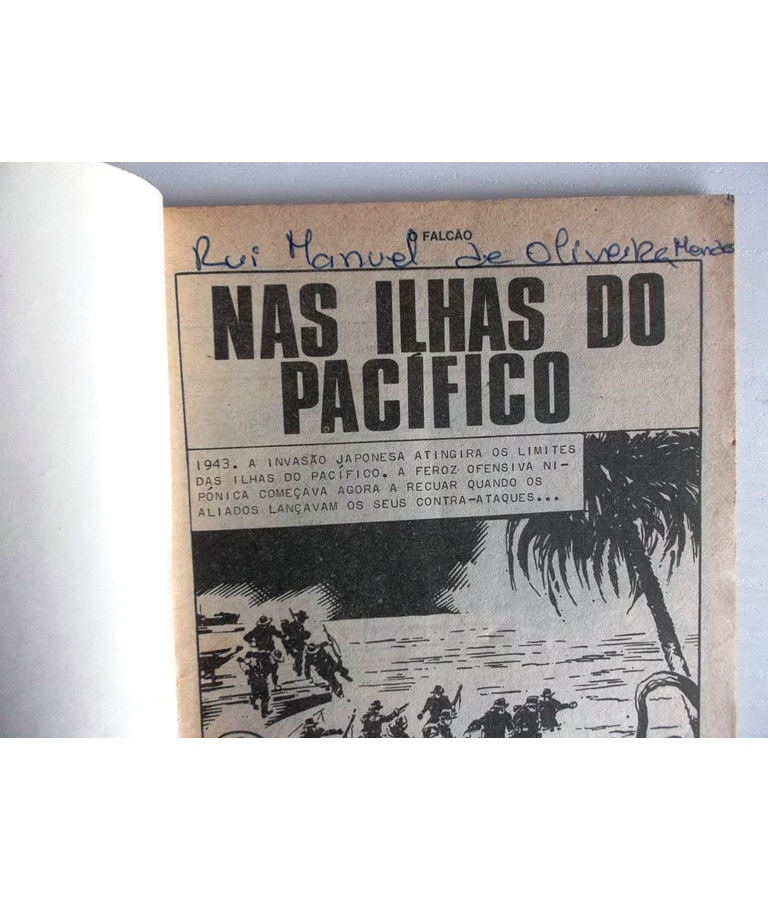 O FALCÃO
Rui Manuel de Oliveira Mendes
NAS ILHAS DO
PACÍFICO
1943. A INVASÃO JAPONESA ATINGIRA OS LIMITES
DAS ILHAS DO PACÍFICO. A FEROZ OFENSIVA NI-
PÓNICA COMEÇAVA AGORA A RECUAR QUANDO OS
ALIADOS LANÇAVAM OS SEUS CONTRA-ATAQUES...